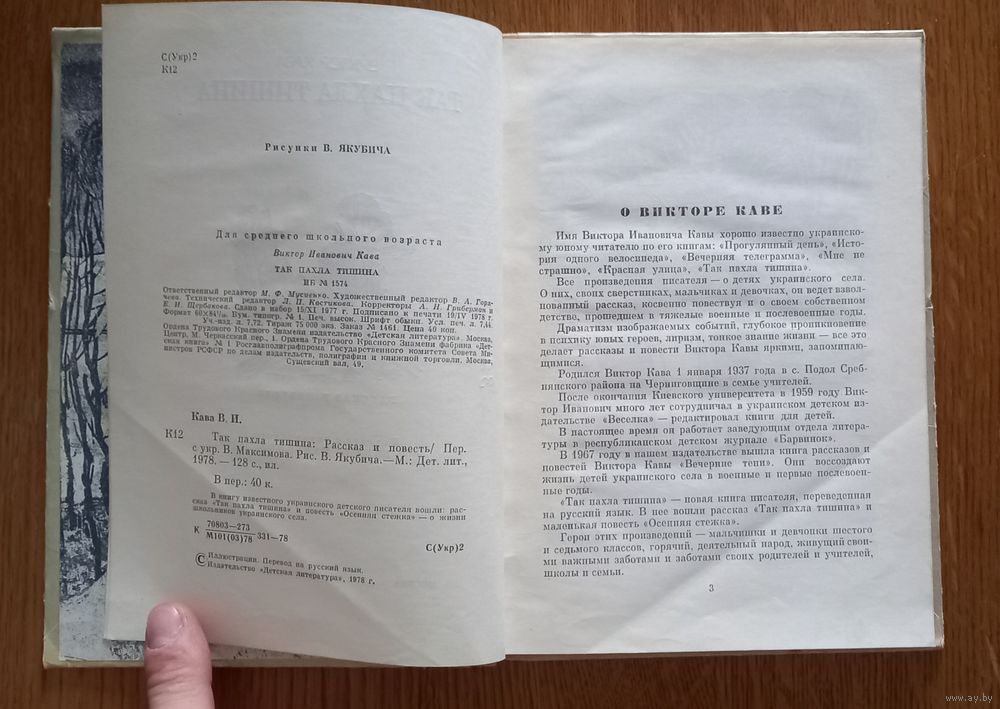 С(Укр)2
К12
Рисунки В. ЯКУБИЧА
Для среднего школьного возраста
Виктор Иванович Кава
ТАК ПАХЛА ТИШИНА
ИБ № 1574
Ответственный редактор М. Ф. Мусиенко. Художественный редактор В. А. Горя-
чева. Технический редактор Л. П. Костикова. Корректоры А. Н. Гриберман и
Е. И. Щербакова. Сдано в набор 15/XI 1977 г. Подписано к печати 19/IV 1978 г.
Формат 60×84¹/₁₆. Бум. типогр. № 1. Печ. высок. Шрифт обыкн. Усл. печ. л. 7,44.
Уч.-изд. л. 7,72. Тираж 75 000 экз. Заказ № 1461. Цена 40 коп.
Ордена Трудового Красного Знамени издательство «Детская литература». Москва,
Центр, М. Черкасский пер., 1. Ордена Трудового Красного Знамени фабрика «Дет-
ская книга» № 1 Росглавполиграфпрома Государственного комитета Совета Ми-
нистров РСФСР по делам издательств, полиграфии и книжной торговли. Москва,
Сущевский вал, 49.
Кава В. И.
К12 Так пахла тишина: Рассказ и повесть/ Пер.
с укр. В. Максимова. Рис. В. Якубича.—М.: Дет. лит.,
1978.— 128 с., ил.
В пер.: 40 к.
В книгу известного украинского детского писателя вошли: рас-
сказ «Так пахла тишина» и повесть «Осенняя стежка» — о жизни
школьников украинского села.
К 70803—273
М101(03)78 331—78
С(Укр)2
© Иллюстрации. Перевод на русский язык.
Издательство «Детская литература», 1978 г.
О ВИКТОРЕ КАВЕ
Имя Виктора Ивановича Кавы хорошо известно украинско-
му юному читателю по его книгам: «Прогулянный день», «Исто-
рия одного велосипеда», «Вечерняя телеграмма», «Мне не
страшно», «Красная улица», «Так пахла тишина».
Все произведения писателя — о детях украинского села.
О них, своих сверстниках, мальчиках и девочках, он ведет взвол-
нованный рассказ, косвенно повествуя и о своем собственном
детстве, прошедшем в тяжелые военные и послевоенные годы.
Драматизм изображаемых событий, глубокое проникновение
в психику юных героев, лиризм, тонкое знание жизни — все это
делает рассказы и повести Виктора Кавы яркими, запоминаю-
щимися.
Родился Виктор Кава 1 января 1937 года в с. Подол Среб-
нянского района на Черниговщине в семье учителей.
После окончания Киевского университета в 1959 году Вик-
тор Иванович много лет сотрудничал в украинском детском из-
дательстве «Веселка» — редактировал книги для детей.
В настоящее время он работает заведующим отдела литера-
туры в республиканском детском журнале «Барвинок».
В 1967 году в нашем издательстве вышла книга рассказов и
повестей Виктора Кавы «Вечерние тени». Они воссоздают
жизнь детей украинского села в военные и первые послевоен-
ные годы.
«Так пахла тишина» — новая книга писателя, переведенная
на русский язык. В нее вошли рассказ «Так пахла тишина» и
маленькая повесть «Осенняя стежка».
Герои этих произведений — мальчишки и девчонки шестого
и седьмого классов, горячий, деятельный народ, живущий свои-
ми важными заботами и заботами своих родителей и учителей,
школы и семьи.
3
www.ay.by